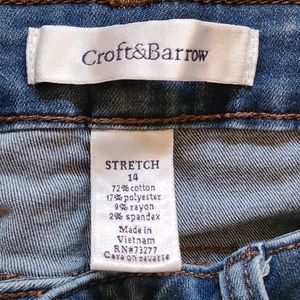 Croft&Barrow
STRETCH
14
72% cotton
17% polyester
9% rayon
2% spandex
Made in
Vietnam
RN#73277
Care on reverse